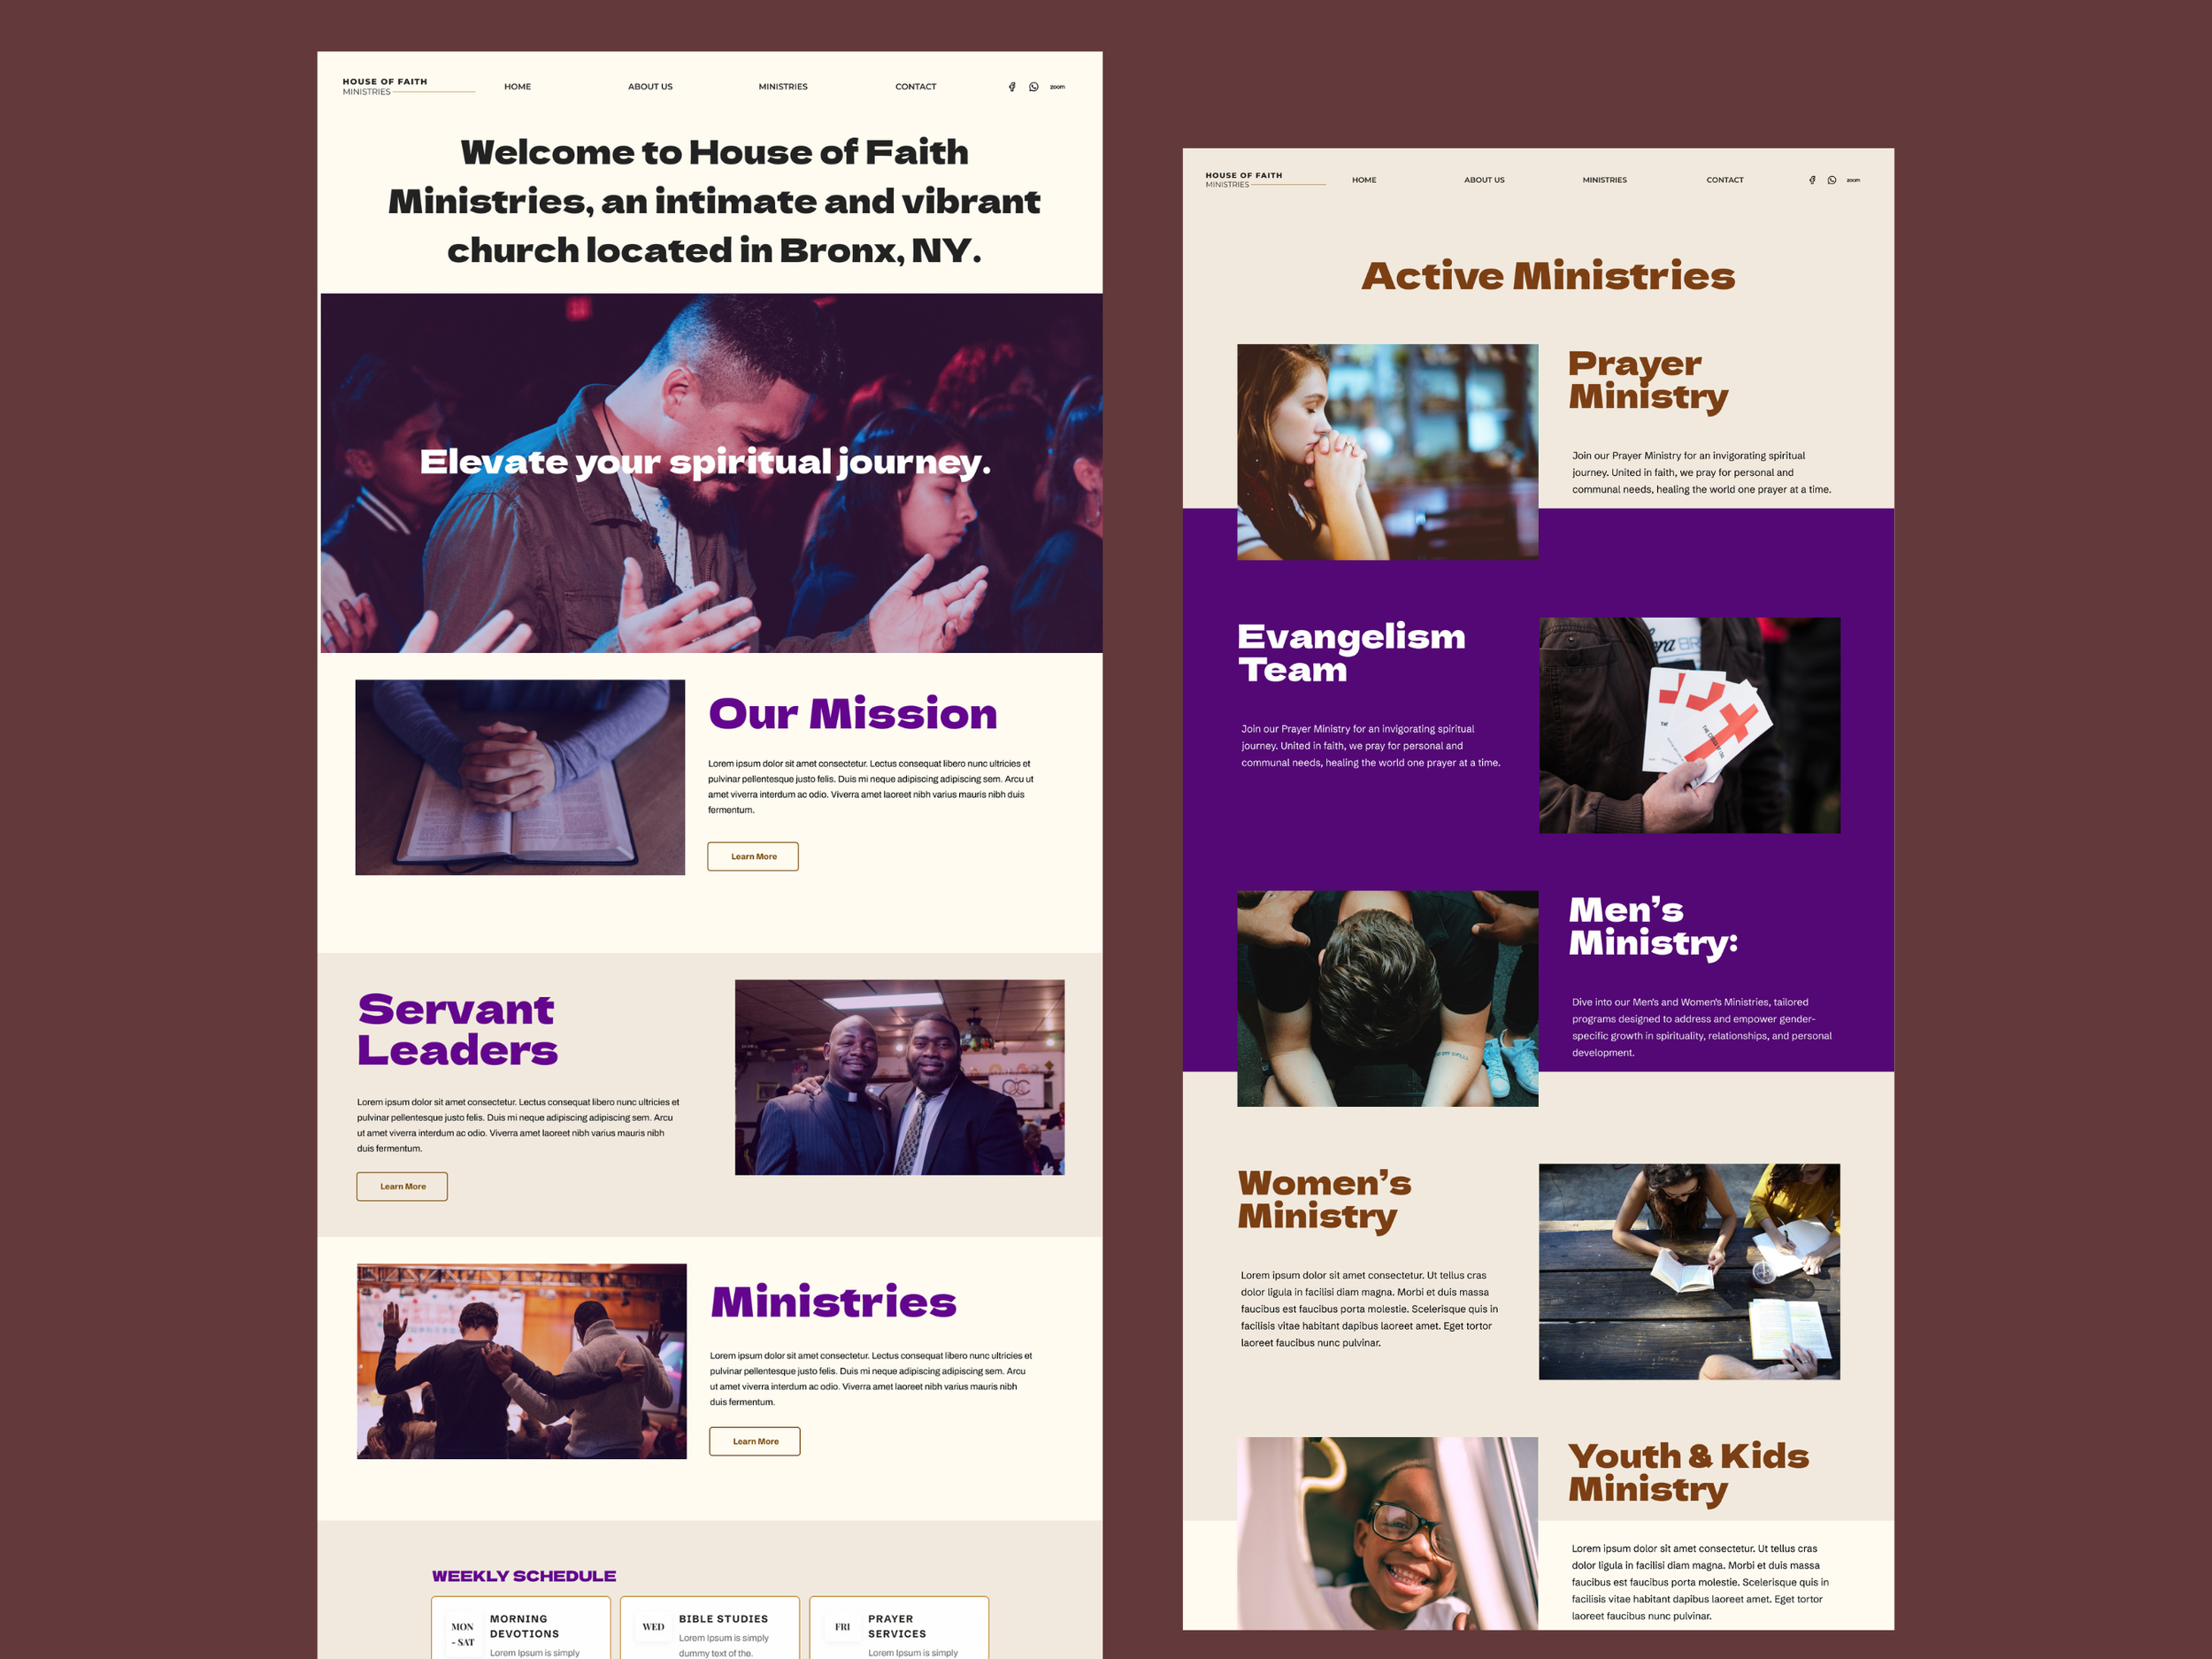 HOUSE OF FAITH
MINISTRIES
HOME
ABOUT US
MINISTRIES
CONTACT
zoom
Welcome to House of Faith
Ministries, an intimate and vibrant
church located in Bronx, NY.
Elevate your spiritual journey.
Our Mission
Lorem ipsum dolor sit amet consectetur. Lectus consequat libero nunc ultricies et
pulvinar pellentesque justo felis. Duis mi neque adipiscing adipiscing sem. Arcu ut
amet viverra interdum ac odio. Viverra amet laoreet nibh varius mauris nibh duis
fermentum.
Learn More
Servant
Leaders
Lorem ipsum dolor sit amet consectetur. Lectus consequat libero nunc ultricies et
pulvinar pellentesque justo felis. Duis mi neque adipiscing adipiscing sem. Arcu
ut amet viverra interdum ac odio. Viverra amet laoreet nibh varius mauris nibh
duis fermentum.
Learn More
Ministries
Lorem ipsum dolor sit amet consectetur. Lectus consequat libero nunc ultricies et
pulvinar pellentesque justo felis. Duis mi neque adipiscing adipiscing sem. Arcu
ut amet viverra interdum ac odio. Viverra amet laoreet nibh varius mauris nibh
duis fermentum.
Learn More
WEEKLY SCHEDULE
MON
- SAT
MORNING
DEVOTIONS
Lorem Ipsum is simply
WED
BIBLE STUDIES
Lorem Ipsum is simply
dummy text of the.
FRI
PRAYER
SERVICES
Lorem Ipsum is simply
HOUSE OF FAITH
MINISTRIES
HOME
ABOUT US
MINISTRIES
CONTACT
zoom
Active Ministries
Prayer
Ministry
Join our Prayer Ministry for an invigorating spiritual
journey. United in faith, we pray for personal and
communal needs, healing the world one prayer at a time.
Evangelism
Team
Join our Prayer Ministry for an invigorating spiritual
journey. United in faith, we pray for personal and
communal needs, healing the world one prayer at a time.
Men's
Ministry:
Dive into our Men's and Women's Ministries, tailored
programs designed to address and empower gender-
specific growth in spirituality, relationships, and personal
development.
Women's
Ministry
Lorem ipsum dolor sit amet consectetur. Ut tellus cras
dolor ligula in facilisi diam magna. Morbi et duis massa
faucibus est faucibus porta molestie. Scelerisque quis in
facilisis vitae habitant dapibus laoreet amet. Eget tortor
laoreet faucibus nunc pulvinar.
Youth & Kids
Ministry
Lorem ipsum dolor sit amet consectetur. Ut tellus cras
dolor ligula in facilisi diam magna. Morbi et duis massa
faucibus est faucibus porta molestie. Scelerisque quis in
facilisis vitae habitant dapibus laoreet amet. Eget tortor
laoreet faucibus nunc pulvinar.